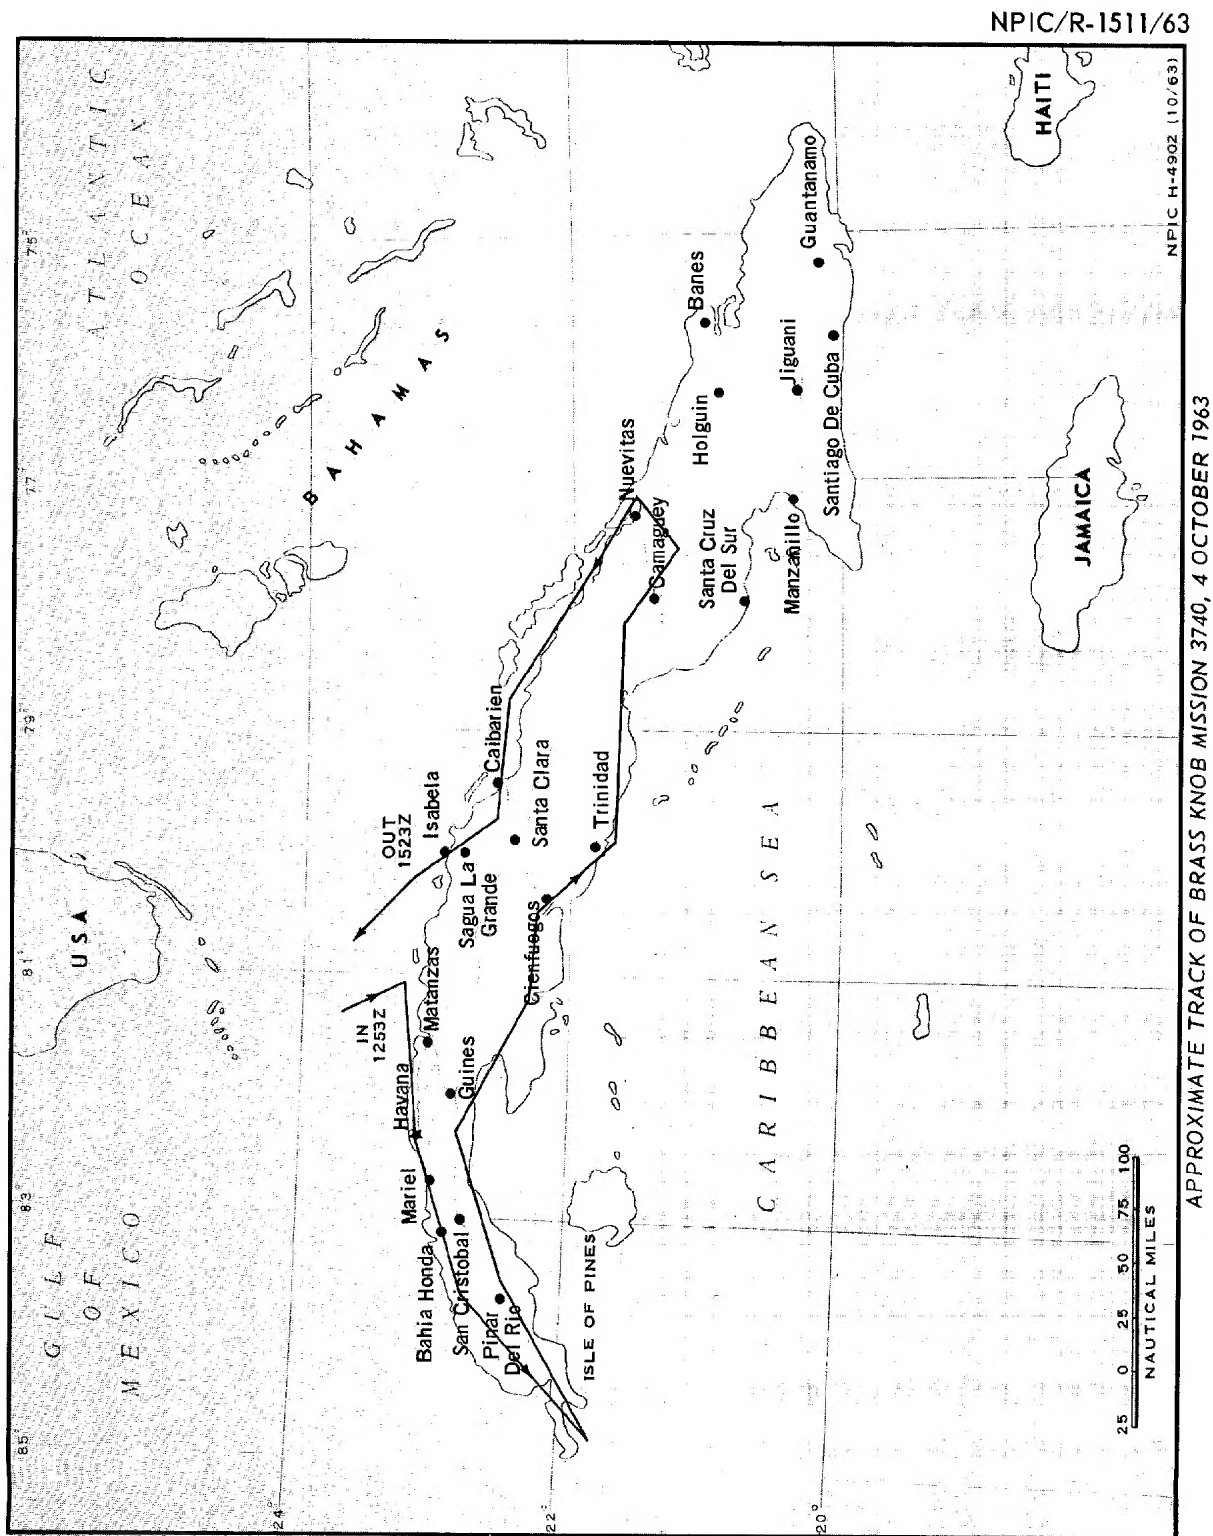 NPIC/R-1511/63
ATLANTIC
OCEAN
75°
77
79°
81°
83°
85°
24°
22°
20°
USA
GULF
OF
MEXICO
BAHAMAS
HAITI
JAMAICA
CARIBBEAN SEA
ISLE OF PINES
IN
1253Z
OUT
1523Z
Havana
Matanzas
Guines
Mariel
Bahia Honda
San Cristobal
Pinar
Del Rio
Isabela
Sagua La
Grande
Caibarien
Santa Clara
Cienfuegos
Trinidad
Nuevitas
Camaguey
Santa Cruz
Del Sur
Manzanillo
Holguin
Banes
Jiguani
Santiago De Cuba
Guantanamo
25 0 25 50 75 100
NAUTICAL MILES
NPIC H-4902 (10/63)
APPROXIMATE TRACK OF BRASS KNOB MISSION 3740, 4 OCTOBER 1963